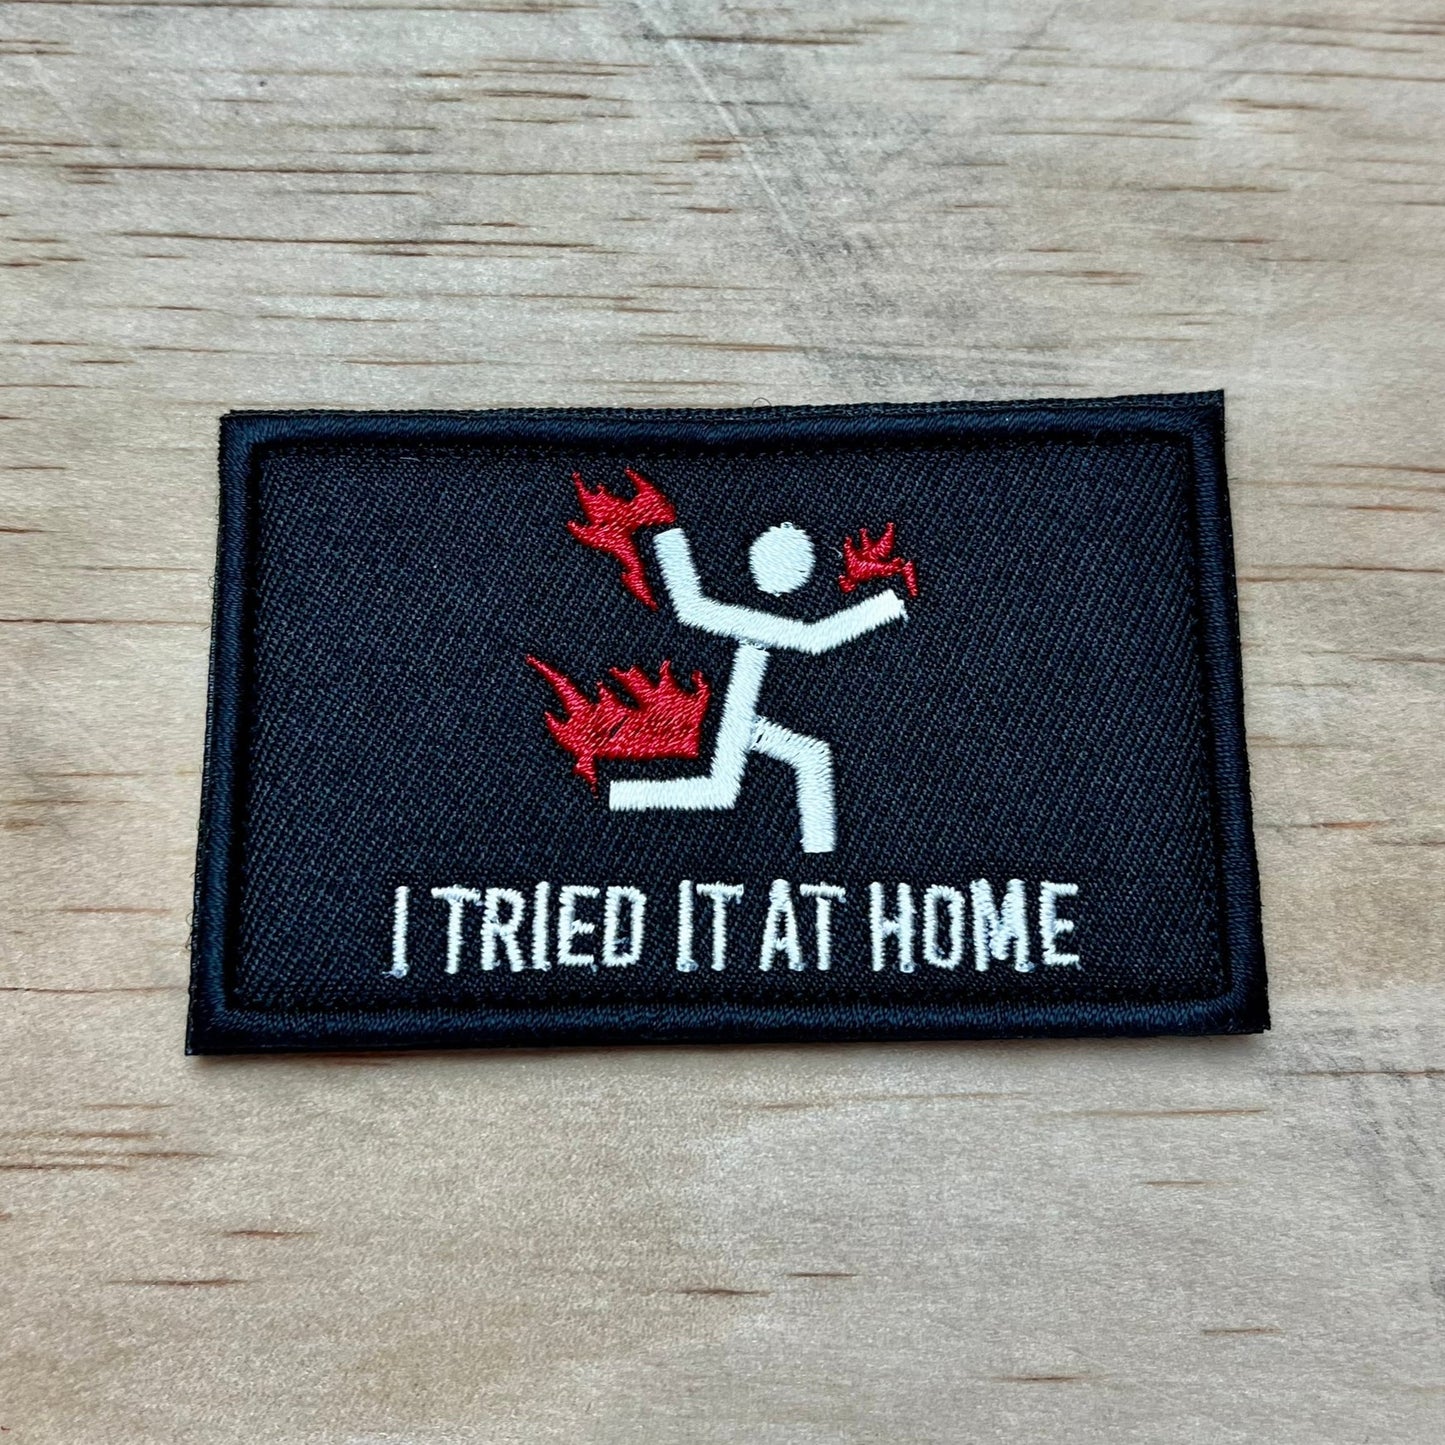 I TRIED IT AT HOME